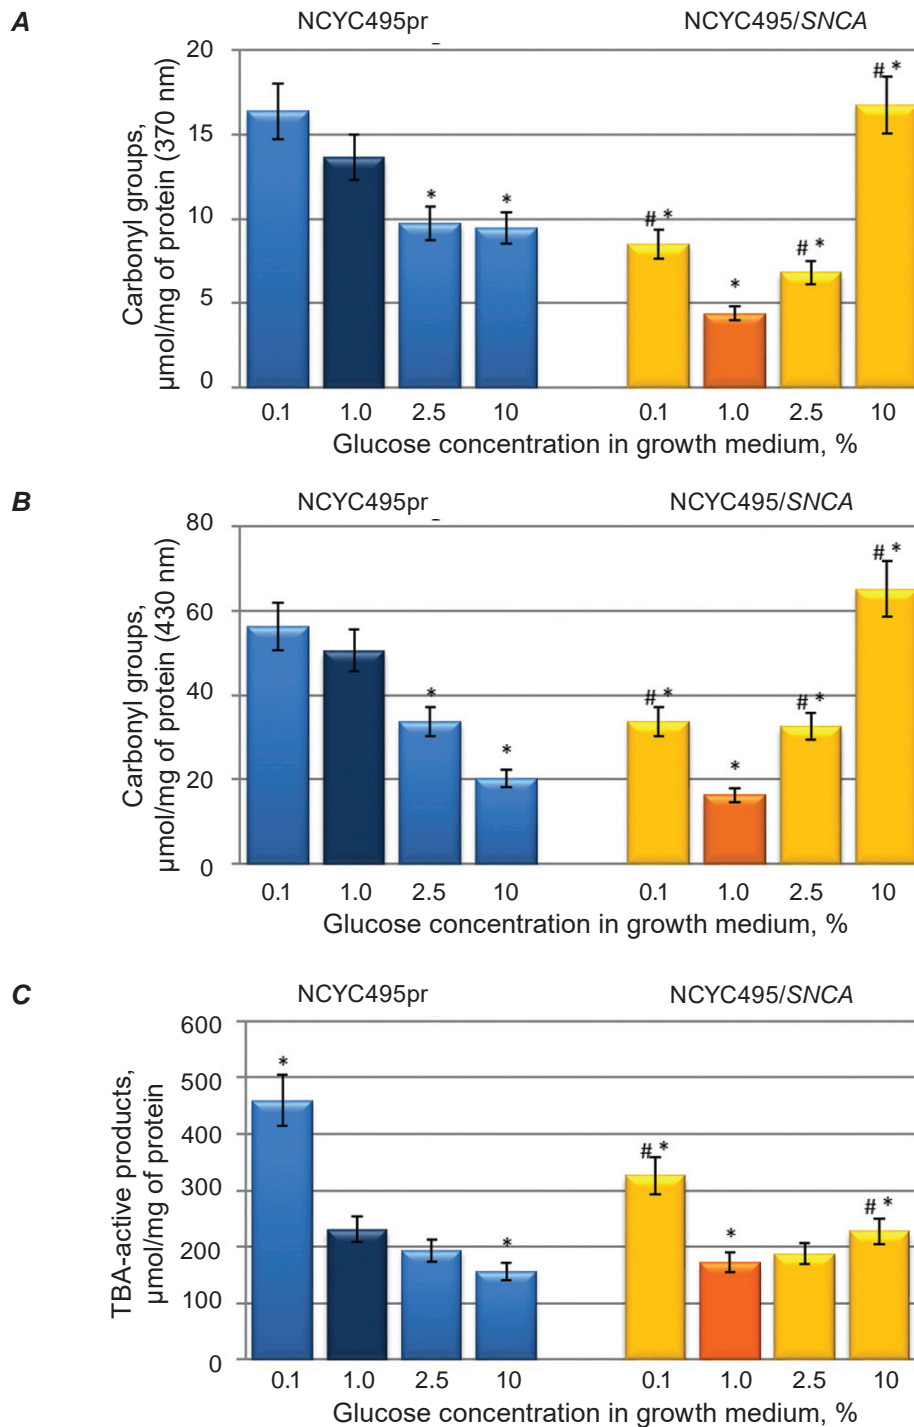 A
NCYC495pr NCYC495/SNCA
Carbonyl groups,
µmol/mg of protein (370 nm)
20
15
10
5
0
* * # * * # * # *
0.1 1.0 2.5 10 0.1 1.0 2.5 10
Glucose concentration in growth medium, %
B
NCYC495pr NCYC495/SNCA
Carbonyl groups,
µmol/mg of protein (430 nm)
80
60
40
20
0
* * # * * # * # *
0.1 1.0 2.5 10 0.1 1.0 2.5 10
Glucose concentration in growth medium, %
C
NCYC495pr NCYC495/SNCA
TBA-active products,
µmol/mg of protein
600
500
400
300
200
100
0
* * # * * # *
0.1 1.0 2.5 10 0.1 1.0 2.5 10
Glucose concentration in growth medium, %